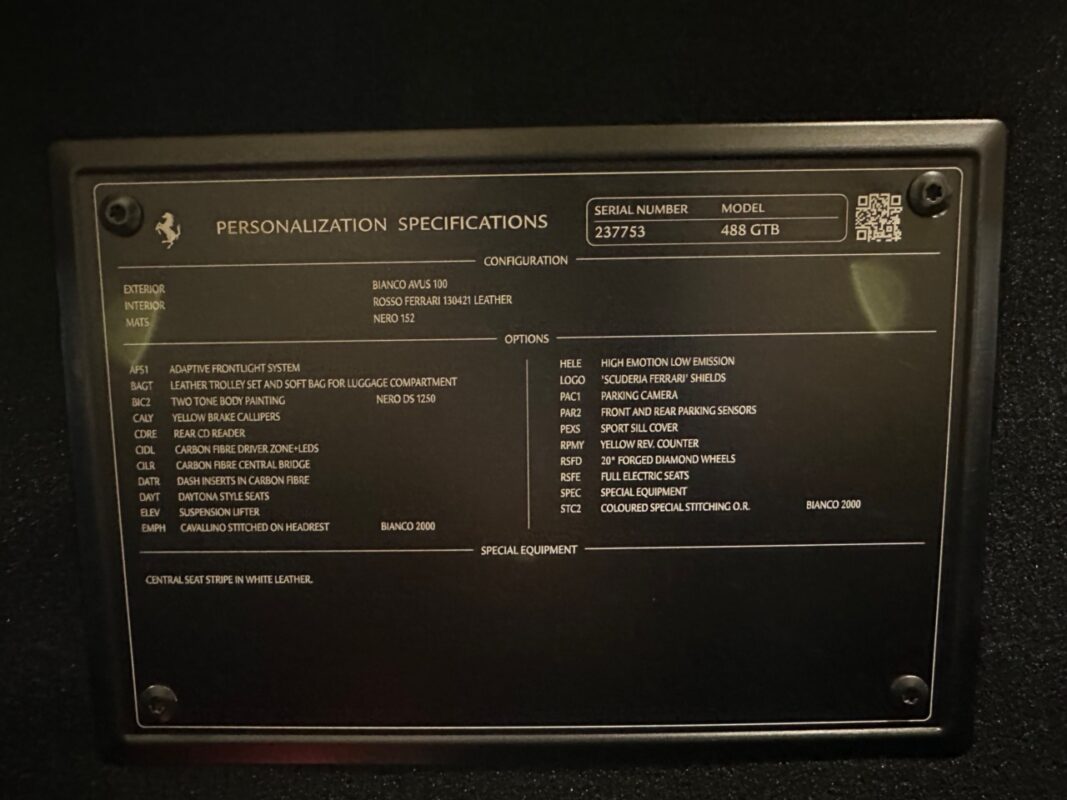 PERSONALIZATION SPECIFICATIONS
SERIAL NUMBER MODEL
237753 488 GTB
CONFIGURATION
EXTERIOR BIANCO AVUS 100
INTERIOR ROSSO FERRARI 130421 LEATHER
MATS NERO 152
OPTIONS
AFS1 ADAPTIVE FRONTLIGHT SYSTEM
BAGT LEATHER TROLLEY SET AND SOFT BAG FOR LUGGAGE COMPARTMENT
BIC2 TWO TONE BODY PAINTING NERO DS 1250
CALY YELLOW BRAKE CALLIPERS
CDRE REAR CD READER
CIDL CARBON FIBRE DRIVER ZONE+LEDS
CILR CARBON FIBRE CENTRAL BRIDGE
DATR DASH INSERTS IN CARBON FIBRE
DAYT DAYTONA STYLE SEATS
ELEV SUSPENSION LIFTER
EMPH CAVALLINO STITCHED ON HEADREST BIANCO 2000
HELE HIGH EMOTION LOW EMISSION
LOGO 'SCUDERIA FERRARI' SHIELDS
PAC1 PARKING CAMERA
PAR2 FRONT AND REAR PARKING SENSORS
PEXS SPORT SILL COVER
RPMY YELLOW REV. COUNTER
RSFD 20" FORGED DIAMOND WHEELS
RSFE FULL ELECTRIC SEATS
SPEC SPECIAL EQUIPMENT
STC2 COLOURED SPECIAL STITCHING O.R. BIANCO 2000
SPECIAL EQUIPMENT
CENTRAL SEAT STRIPE IN WHITE LEATHER.